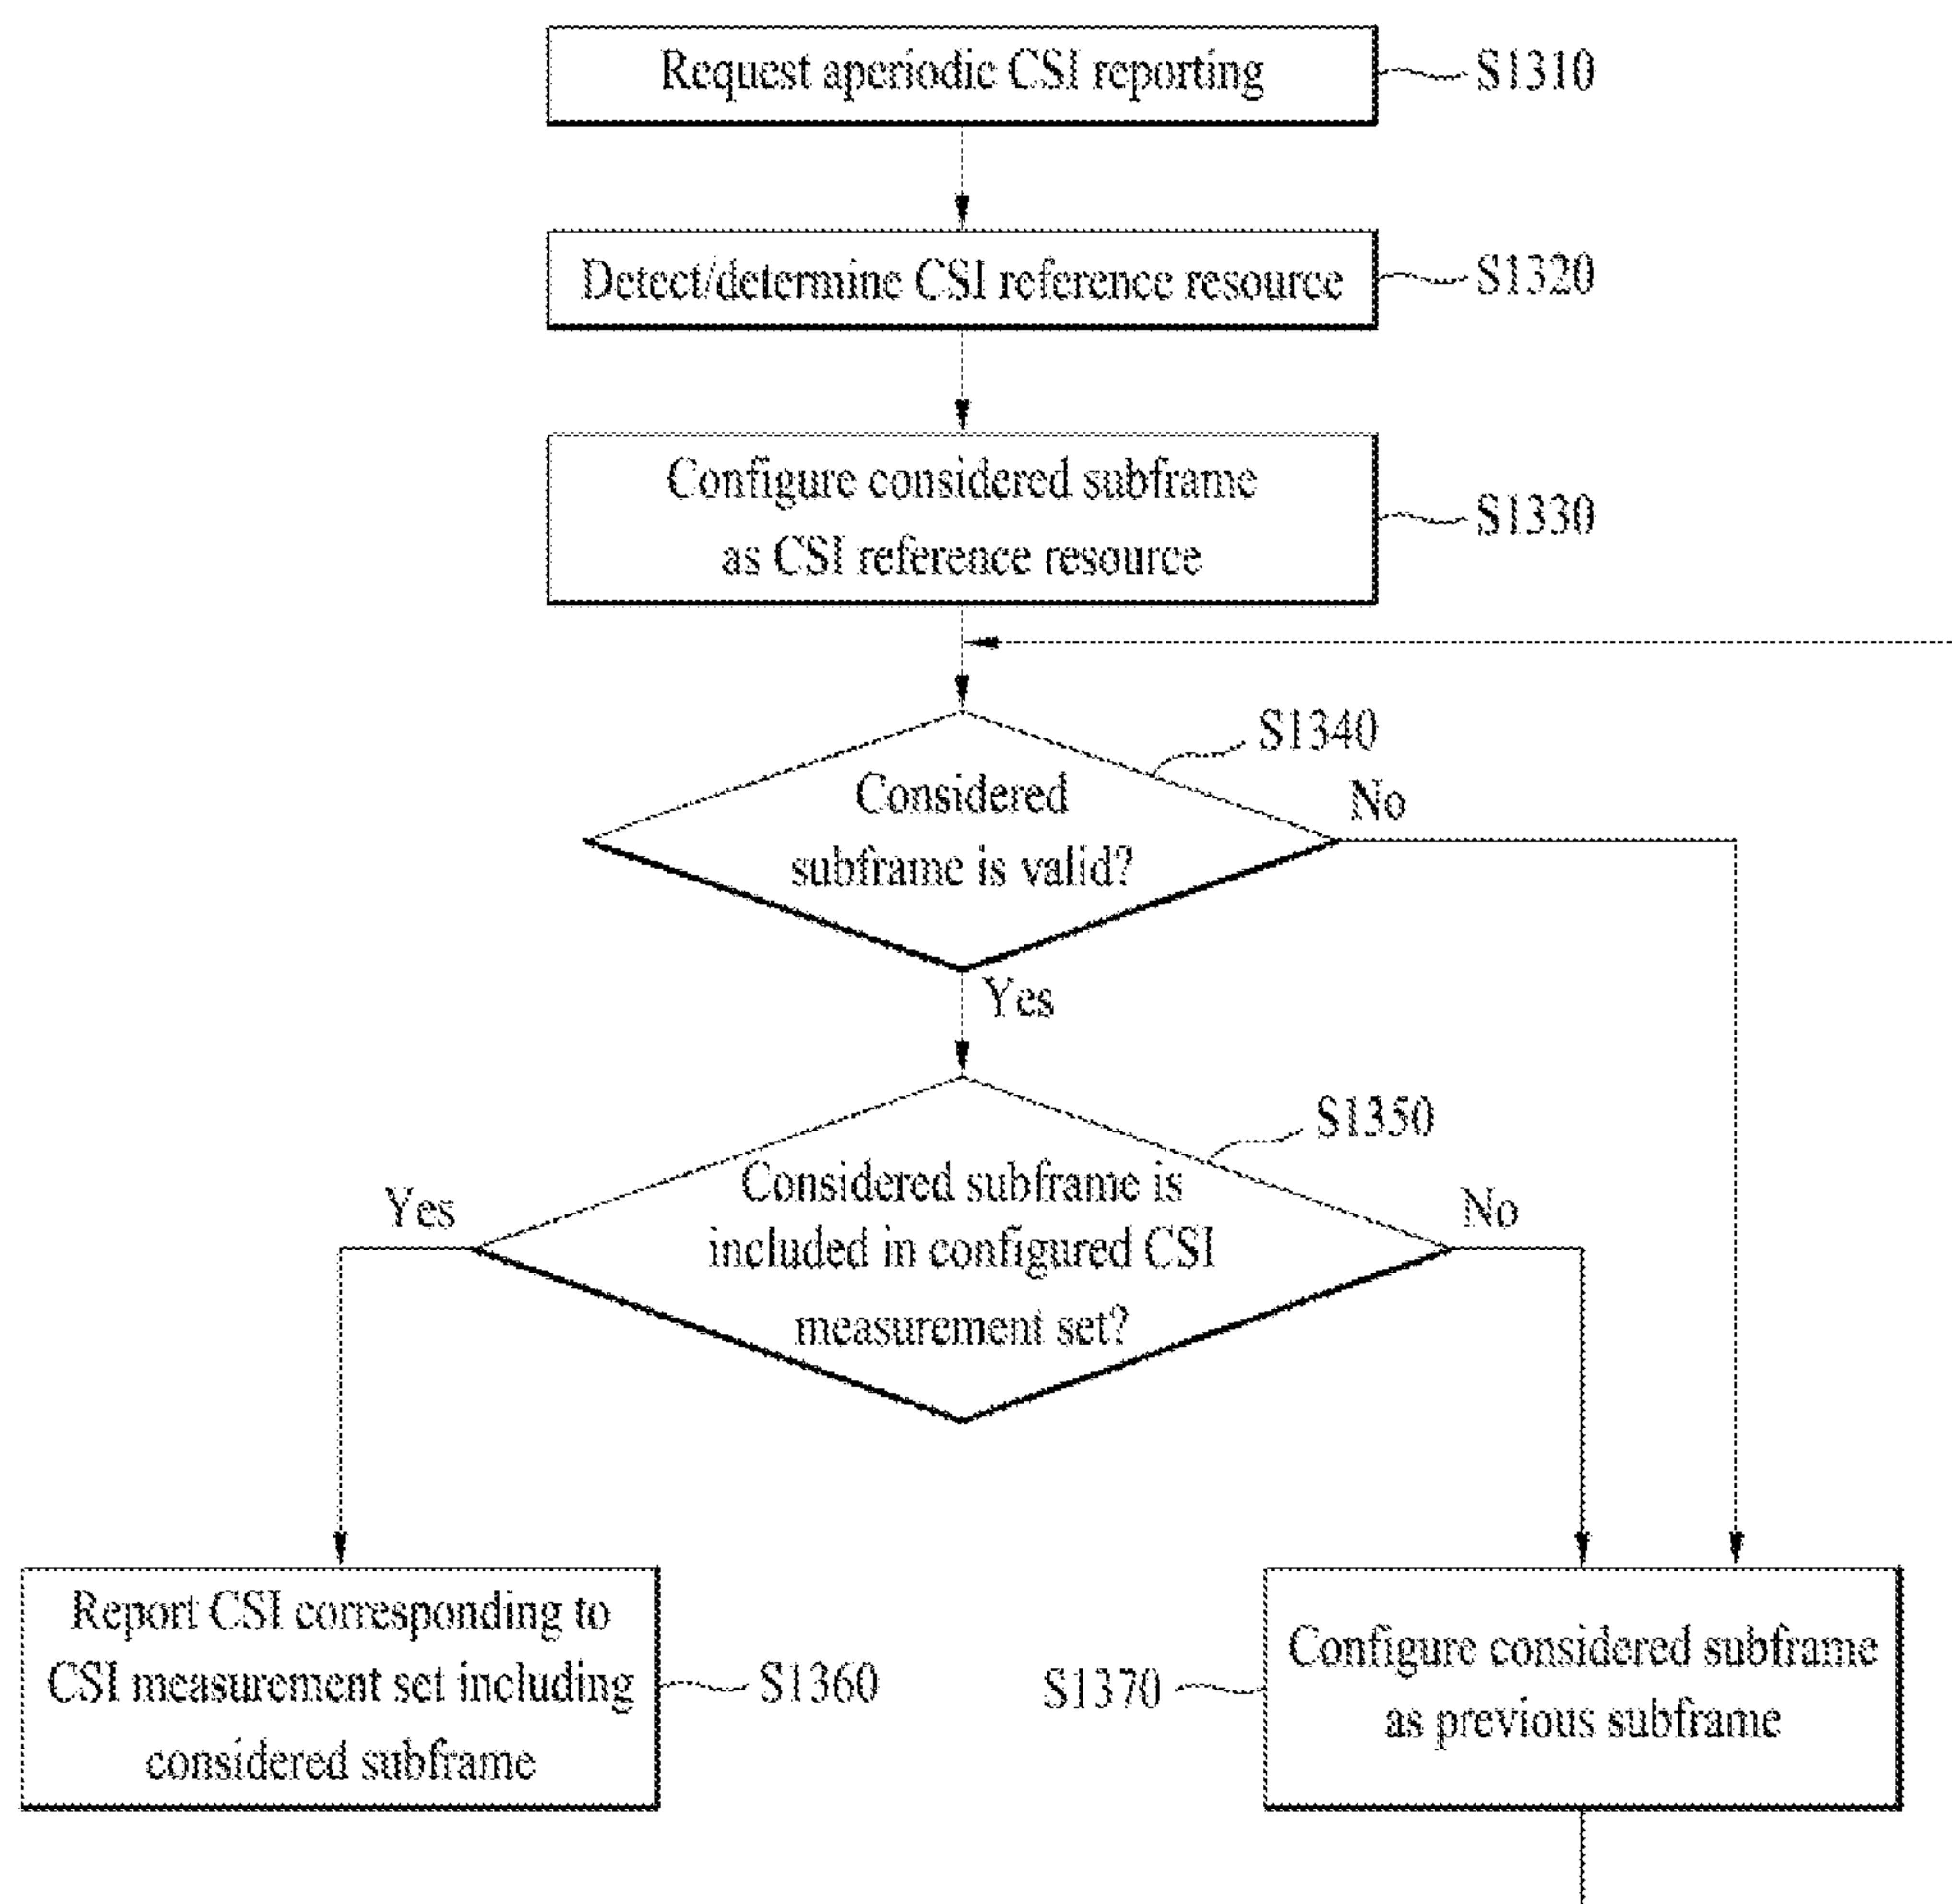 Request aperiodic CSI reporting
S1310
Detect/determine CSI reference resource
S1320
Configure considered subframe
as CSI reference resource
S1330
S1340
Considered
subframe is valid?
No
Yes
S1350
Considered subframe is
included in configured CSI
measurement set?
Yes
No
Report CSI corresponding to
CSI measurement set including
considered subframe
S1360
S1370
Configure considered subframe
as previous subframe